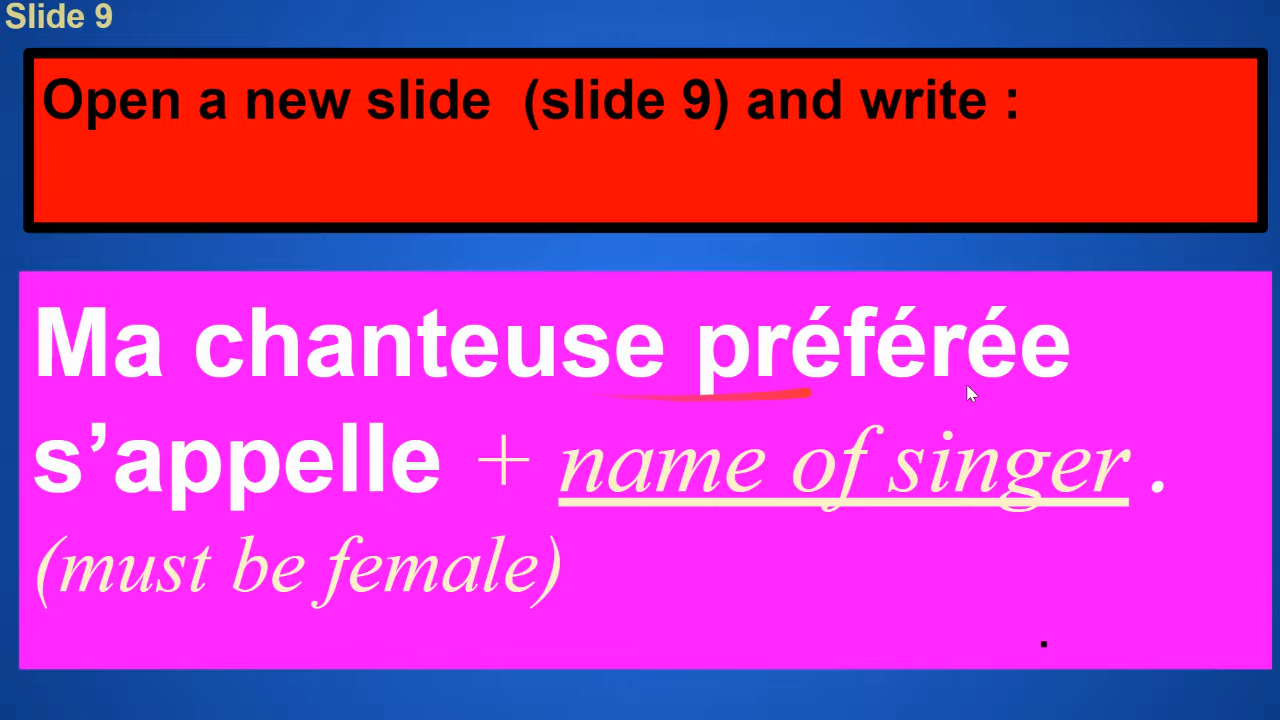 Slide 9
Open a new slide  (slide 9) and write :
Ma chanteuse préférée
s’appelle + name of singer .
(must be female)
.